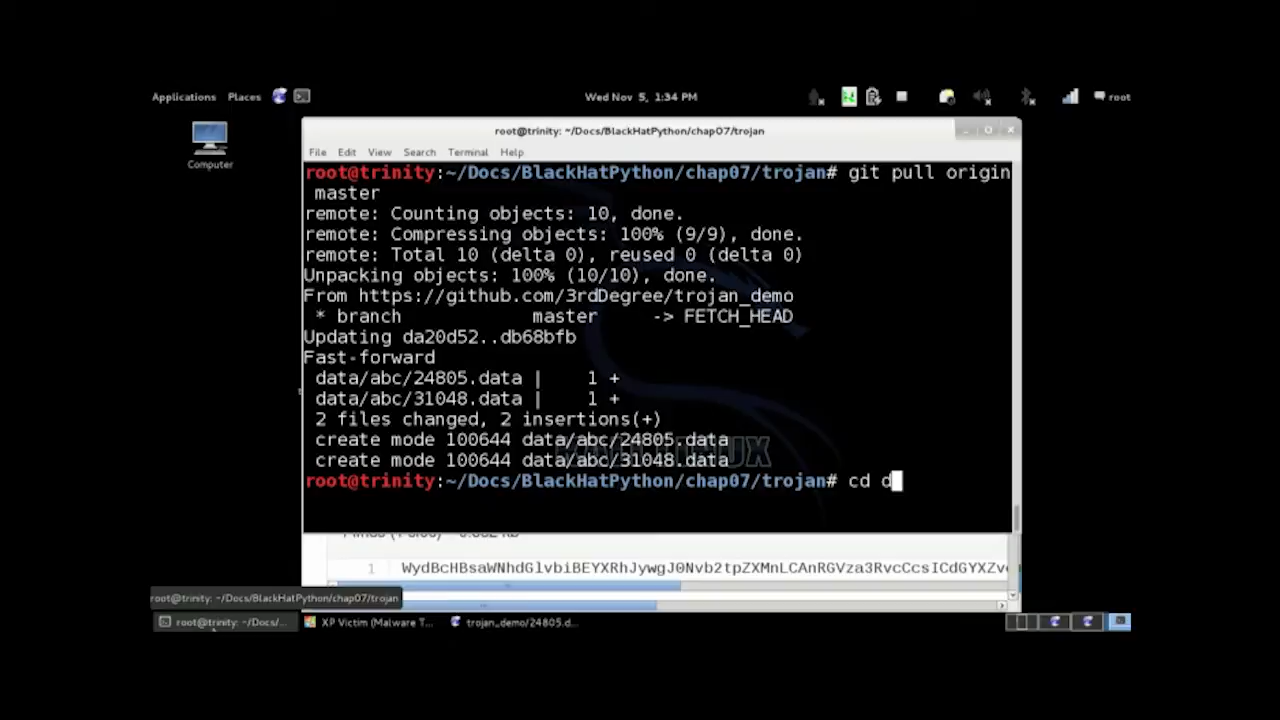 Applications Places Wed Nov 5, 1:34 PM root
Computer
root@trinity: ~/Docs/BlackHatPython/chap07/trojan
File Edit View Search Terminal Help
root@trinity:~/Docs/BlackHatPython/chap07/trojan# git pull origin
master
remote: Counting objects: 10, done.
remote: Compressing objects: 100% (9/9), done.
remote: Total 10 (delta 0), reused 0 (delta 0)
Unpacking objects: 100% (10/10), done.
From https://github.com/3rdDegree/trojan_demo
* branch master -> FETCH_HEAD
Updating da20d52..db68bfb
Fast-forward
data/abc/24805.data | 1 +
data/abc/31048.data | 1 +
2 files changed, 2 insertions(+)
create mode 100644 data/abc/24805.data
create mode 100644 data/abc/31048.data
root@trinity:~/Docs/BlackHatPython/chap07/trojan# cd d
1
root@trinity: ~/Docs/BlackHatPython/chap07/trojan
root@trinity: ~/Docs/... XP Victim (Malware T... trojan_demo/24805.d...